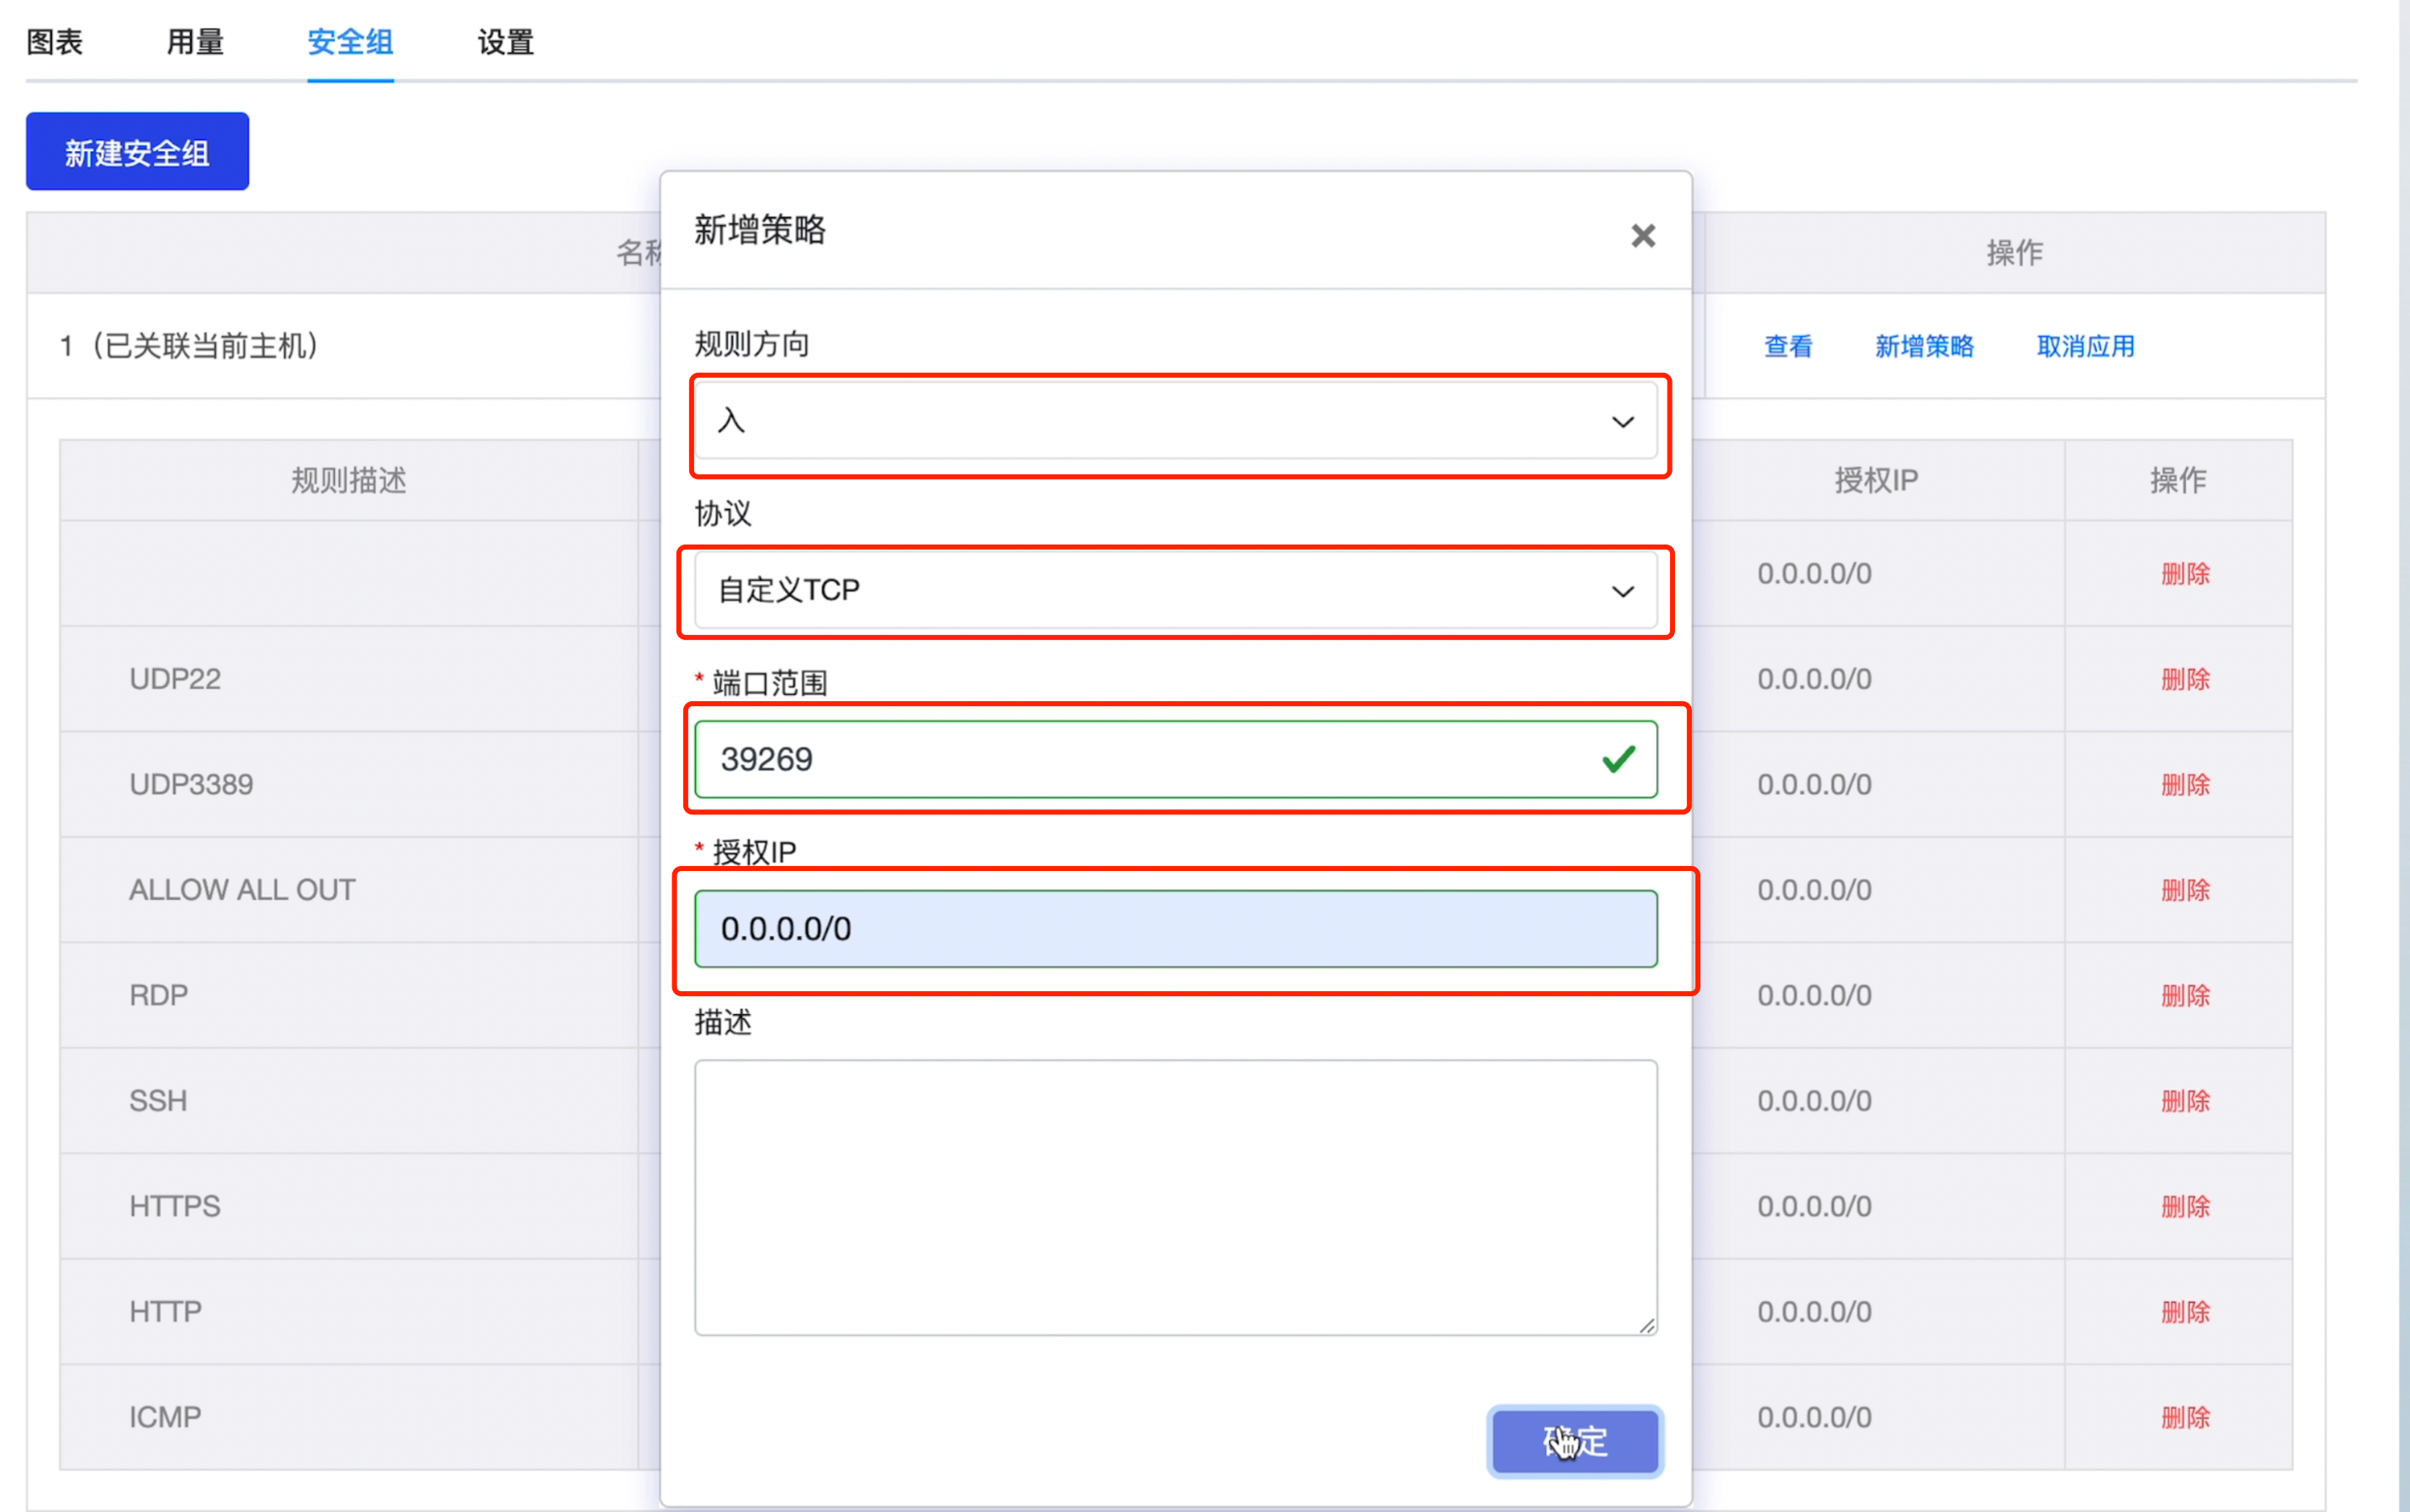 图表 用量 安全组 设置
新建安全组
名称 操作
1（已关联当前主机） 查看 新增策略 取消应用
规则描述 授权IP 操作
0.0.0.0/0 删除
UDP22 0.0.0.0/0 删除
UDP3389 0.0.0.0/0 删除
ALLOW ALL OUT 0.0.0.0/0 删除
RDP 0.0.0.0/0 删除
SSH 0.0.0.0/0 删除
HTTPS 0.0.0.0/0 删除
HTTP 0.0.0.0/0 删除
ICMP 0.0.0.0/0 删除
新增策略
规则方向
入
协议
自定义TCP
* 端口范围
39269
* 授权IP
0.0.0.0/0
描述
确定